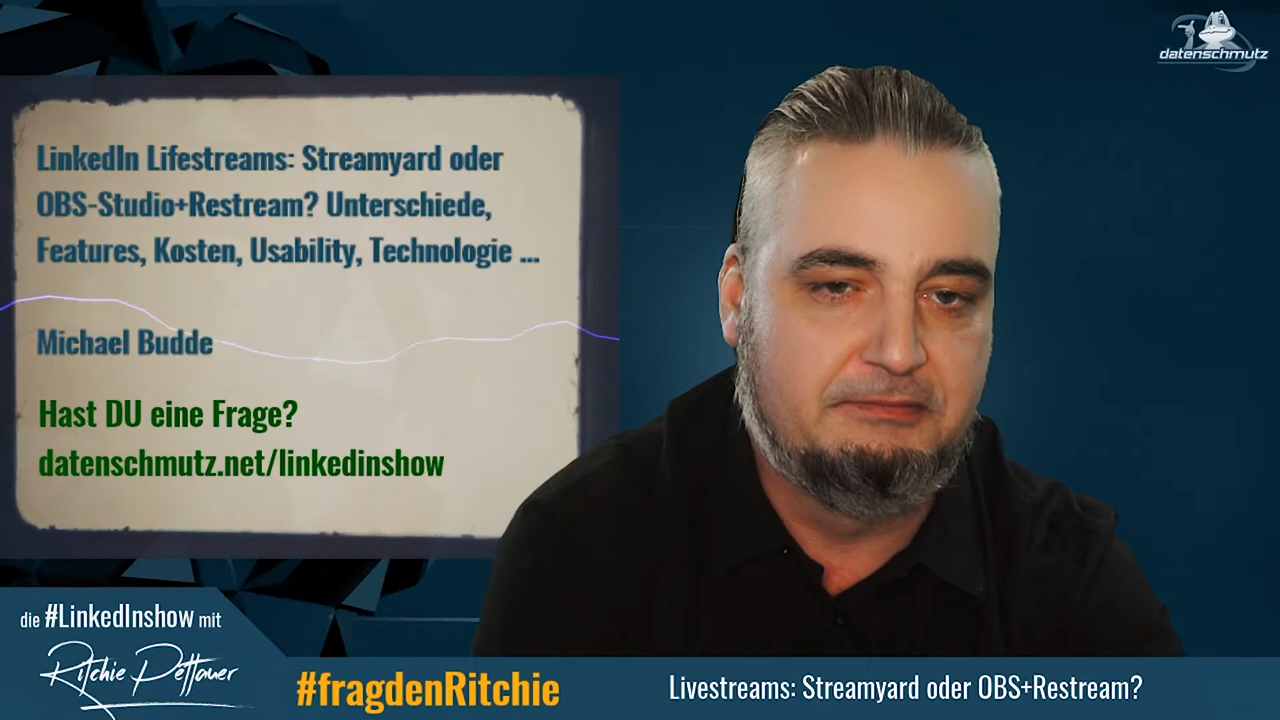 datenschmutz
LinkedIn Lifestreams: Streamyard oder
OBS-Studio+Restream? Unterschiede,
Features, Kosten, Usability, Technologie ...
Michael Budde
Hast DU eine Frage?
datenschmutz.net/linkedinshow
die #LinkedInshow mit
Ritchie Pettauer
#fragdenRitchie
Livestreams: Streamyard oder OBS+Restream?